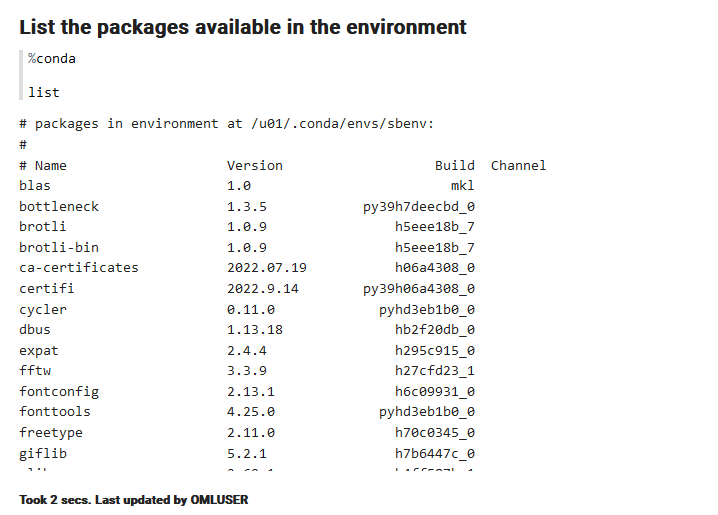 List the packages available in the environment
%conda
list
# packages in environment at /u01/.conda/envs/sbenv:
#
# Name Version Build Channel
blas 1.0 mkl
bottleneck 1.3.5 py39h7deecbd_0
brotli 1.0.9 h5eee18b_7
brotli-bin 1.0.9 h5eee18b_7
ca-certificates 2022.07.19 h06a4308_0
certifi 2022.9.14 py39h06a4308_0
cycler 0.11.0 pyhd3eb1b0_0
dbus 1.13.18 hb2f20db_0
expat 2.4.4 h295c915_0
fftw 3.3.9 h27cfd23_1
fontconfig 2.13.1 h6c09931_0
fonttools 4.25.0 pyhd3eb1b0_0
freetype 2.11.0 h70c0345_0
giflib 5.2.1 h7b6447c_0
Took 2 secs. Last updated by OMLUSER